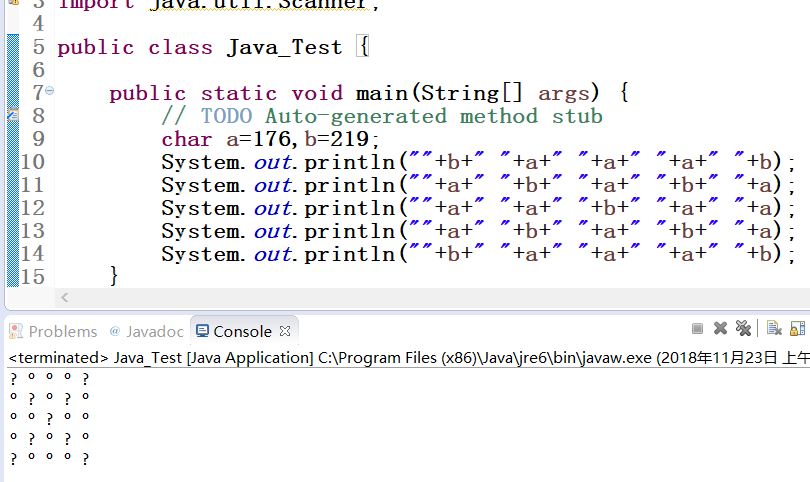 3 import java.util.Scanner;
4
5 public class Java_Test {
6
7 public static void main(String[] args) {
8 // TODO Auto-generated method stub
9 char a=176,b=219;
10 System.out.println(""+b+" "+a+" "+a+" "+a+" "+b);
11 System.out.println(""+a+" "+b+" "+a+" "+b+" "+a);
12 System.out.println(""+a+" "+a+" "+b+" "+a+" "+a);
13 System.out.println(""+a+" "+b+" "+a+" "+b+" "+a);
14 System.out.println(""+b+" "+a+" "+a+" "+a+" "+b);
15 }
Problems @ Javadoc Console
<terminated> Java_Test [Java Application] C:\Program Files (x86)\Java\jre6\bin\javaw.exe (2018年11月23日 上午
? ° ° ° ?
° ? ° ? °
° ° ? ° °
° ? ° ? °
? ° ° ° ?